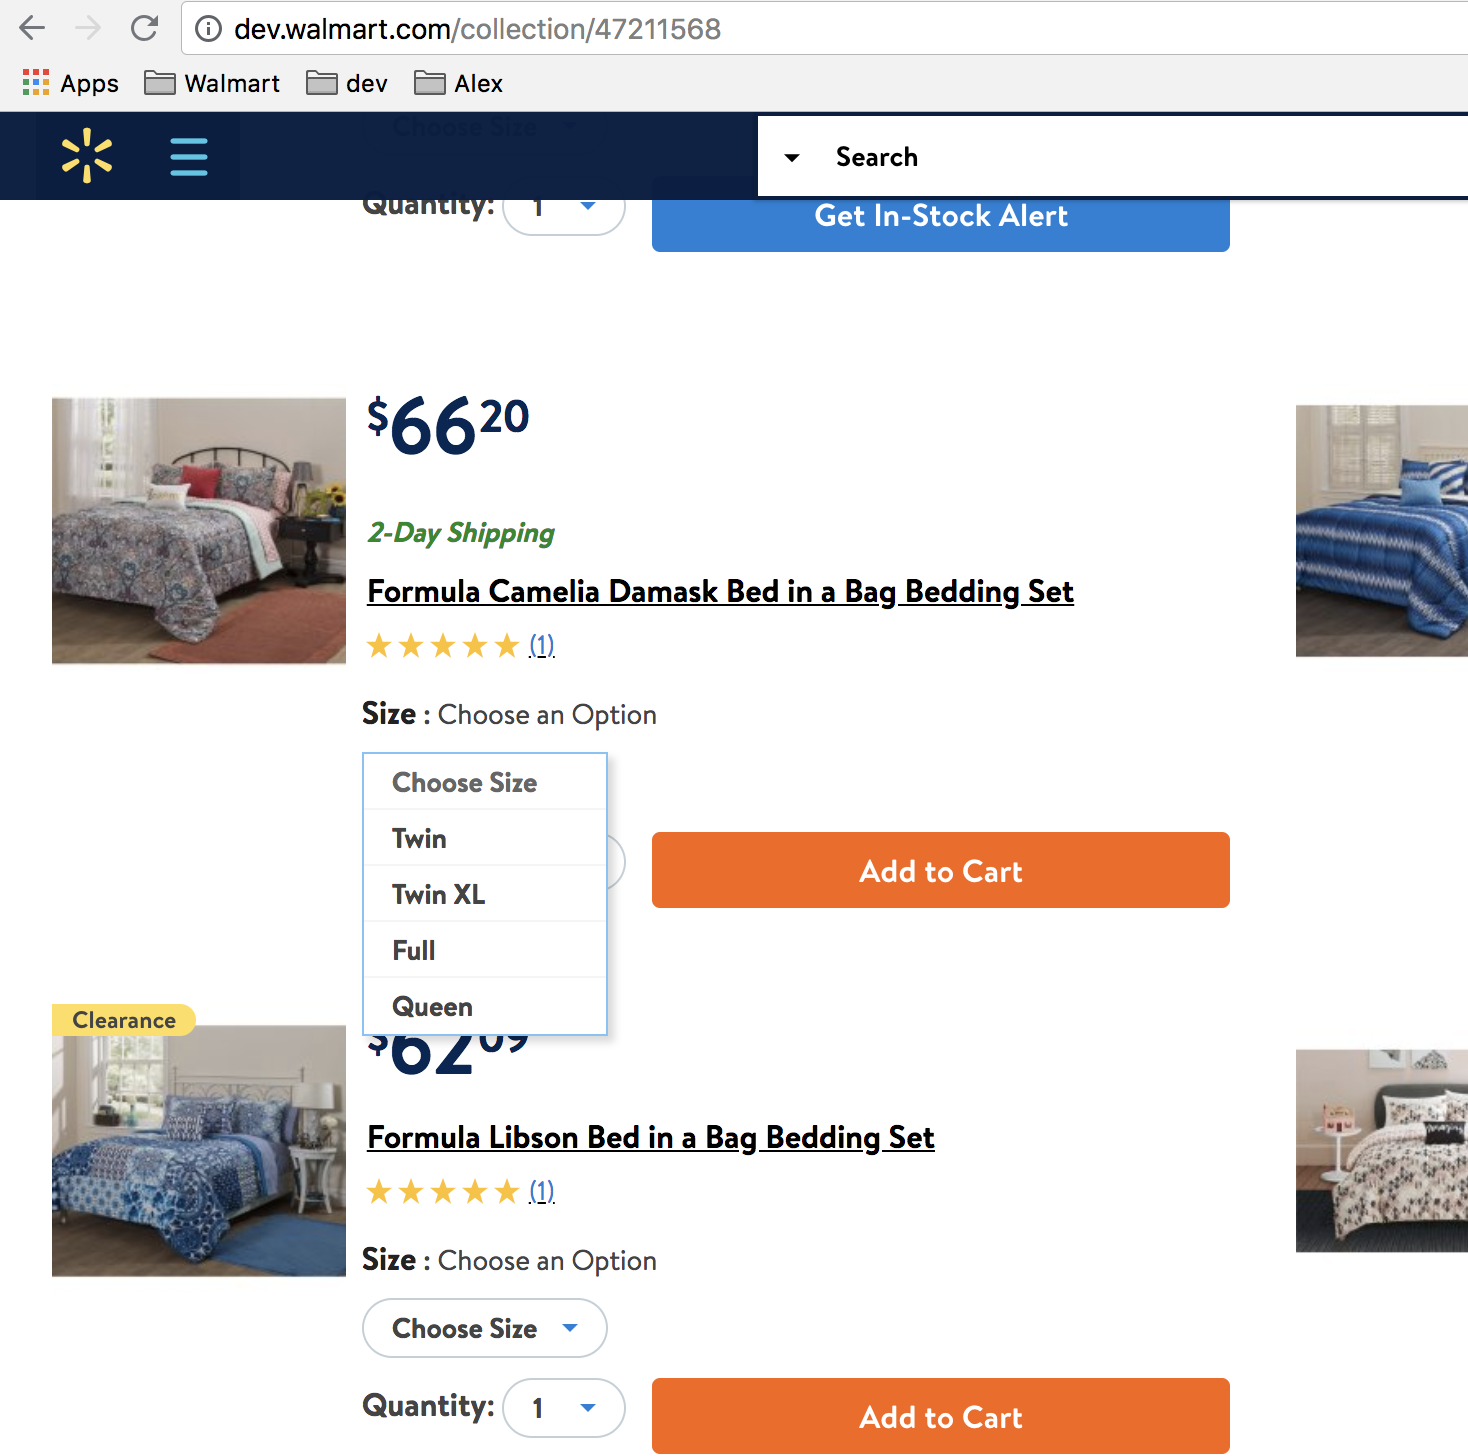 dev.walmart.com/collection/47211568
Apps Walmart dev Alex
Choose Size
Search
Quantity: 1
Get In-Stock Alert
$66 20
2-Day Shipping
Formula Camelia Damask Bed in a Bag Bedding Set
(1)
Size : Choose an Option
Choose Size
Twin
Add to Cart
Twin XL
Full
Queen
Clearance
$62 09
Formula Libson Bed in a Bag Bedding Set
(1)
Size : Choose an Option
Choose Size
Quantity: 1
Add to Cart